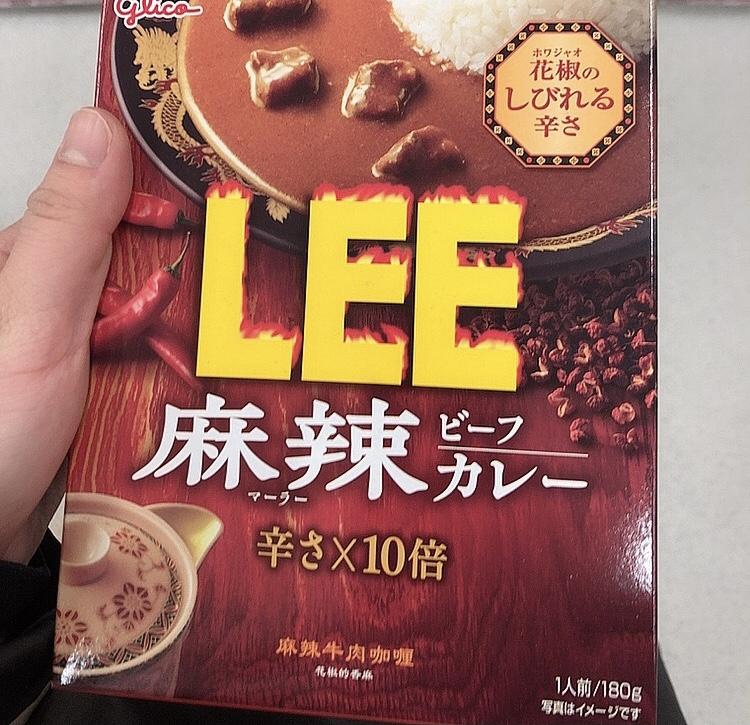 glico
ホワジャオ
花椒の
しびれる
辛さ
LEE
麻辣
マーラー
ビーフ
カレー
辛さ×10倍
麻辣牛肉咖喱
花椒的香麻
1人前/180g
写真はイメージです